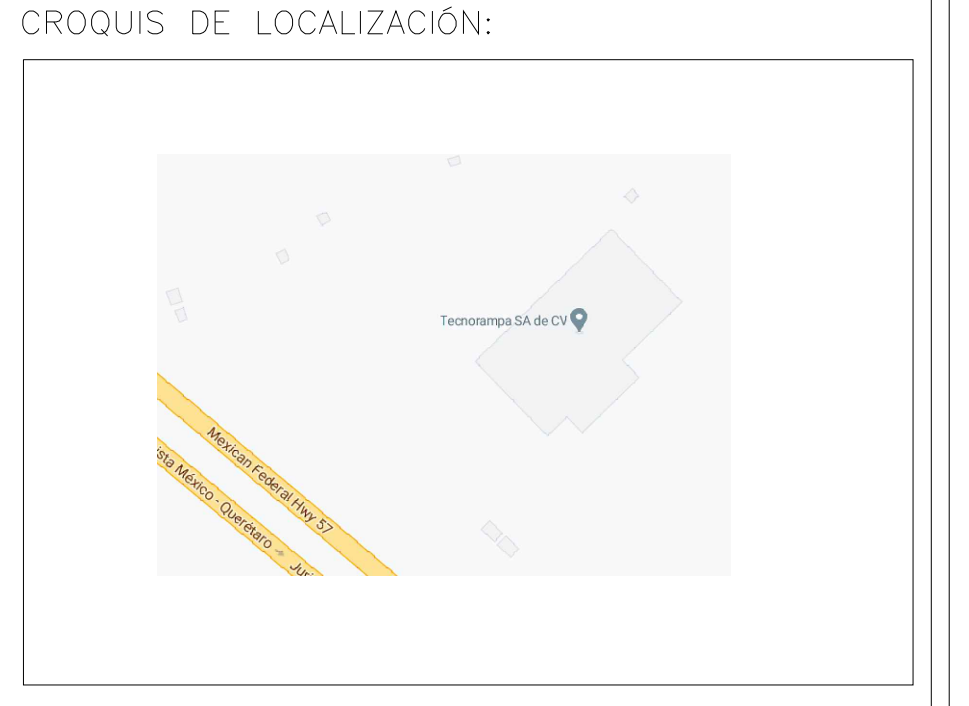 CROQUIS DE LOCALIZACIÓN:
Tecnorampa SA de CV
Mexican Federal Hwy 57
ista México - Querétaro